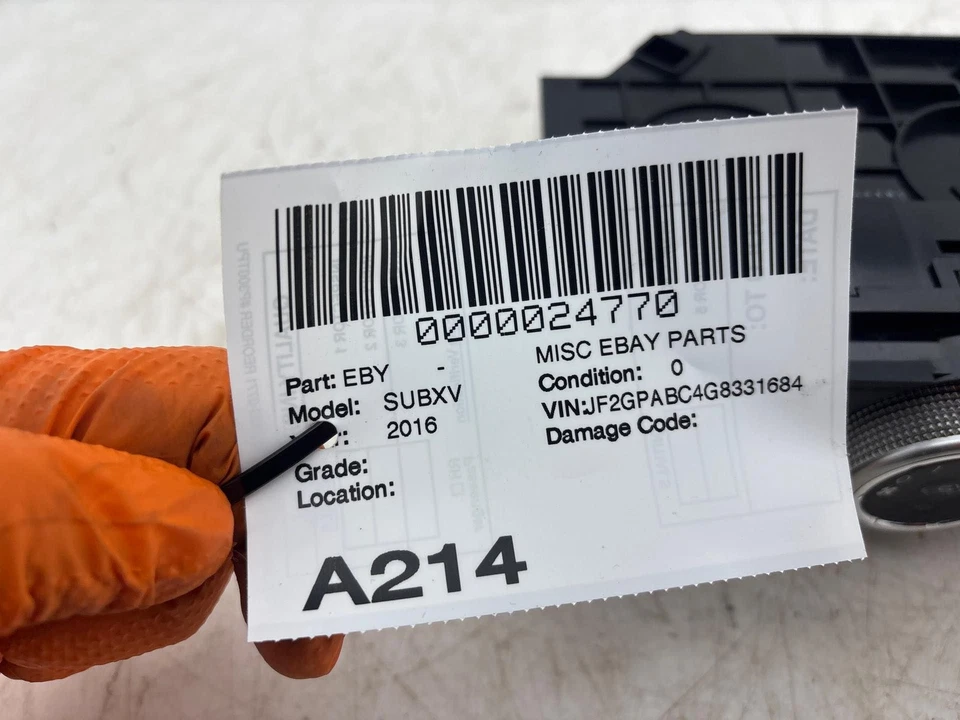 0000024770
MISC EBAY PARTS
Part: EBY -
Condition: 0
Model: SUBXV
VIN:JF2GPABC4G8331684
2016
Damage Code:
Grade:
Location:
A214